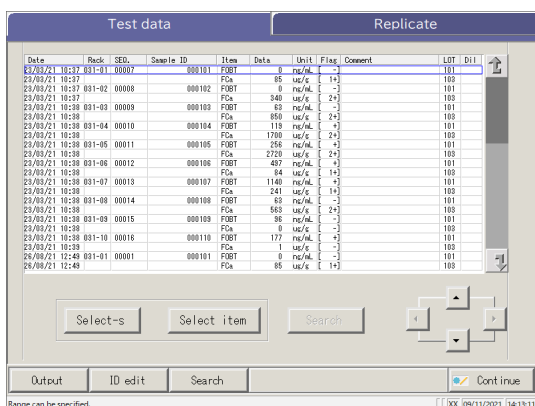 Test data Replicate
Date Rack SEQ. Sample ID Item Data Unit Flag Comment LOT Dil
23/03/21 10:37 031-01 00007 000101 FOBT 0 ng/mL [ -] 101
23/03/21 10:37 FCa 85 ug/g [ 1+] 103
23/03/21 10:37 031-02 00008 000102 FOBT 0 ng/mL [ -] 101
23/03/21 10:37 FCa 340 ug/g [ 2+] 103
23/03/21 10:38 031-03 00009 000103 FOBT 63 ng/mL [ -] 101
23/03/21 10:38 FCa 850 ug/g [ 2+] 103
23/03/21 10:38 031-04 00010 000104 FOBT 119 ng/mL [ +] 101
23/03/21 10:38 FCa 1700 ug/g [ 2+] 103
23/03/21 10:38 031-05 00011 000105 FOBT 256 ng/mL [ +] 101
23/03/21 10:38 FCa 2720 ug/g [ 2+] 103
23/03/21 10:38 031-06 00012 000106 FOBT 497 ng/mL [ +] 101
23/03/21 10:38 FCa 84 ug/g [ 1+] 103
23/03/21 10:38 031-07 00013 000107 FOBT 1140 ng/mL [ +] 101
23/03/21 10:38 FCa 241 ug/g [ 1+] 103
23/03/21 10:38 031-08 00014 000108 FOBT 63 ng/mL [ -] 101
23/03/21 10:38 FCa 563 ug/g [ 2+] 103
23/03/21 10:38 031-09 00015 000109 FOBT 96 ng/mL [ -] 101
23/03/21 10:38 FCa 0 ug/g [ -] 103
23/03/21 10:38 031-10 00016 000110 FOBT 177 ng/mL [ +] 101
23/03/21 10:39 FCa 1 ug/g [ -] 103
26/08/21 12:49 031-01 00001 000101 FOBT 0 ng/mL [ -] 101
26/08/21 12:49 FCa 85 ug/g [ 1+] 103
Select-s Select item Search
Output ID edit Search Continue
Range can be specified. XX 09/11/2021 14:13:11